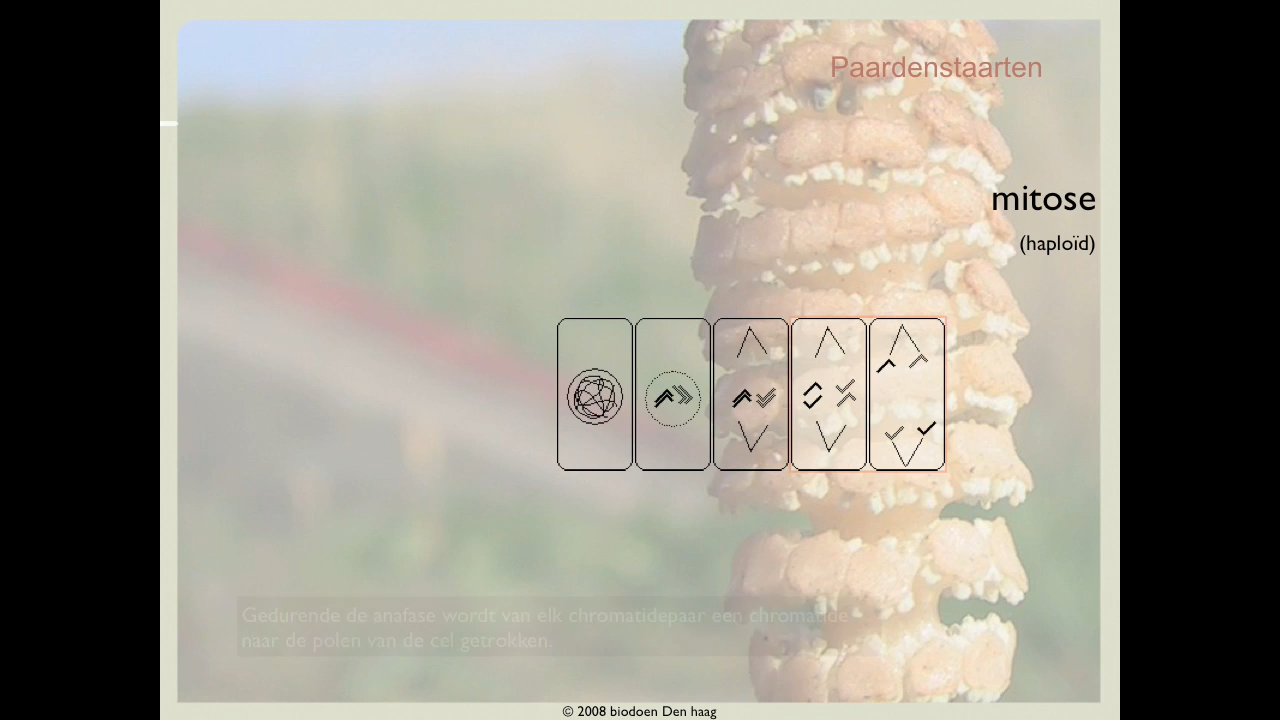 Paardenstaarten
mitose
(haploïd)
Gedurende de anafase wordt van elk chromatidepaar een chromatide
naar de polen van de cel getrokken.
© 2008 biodoen Den haag